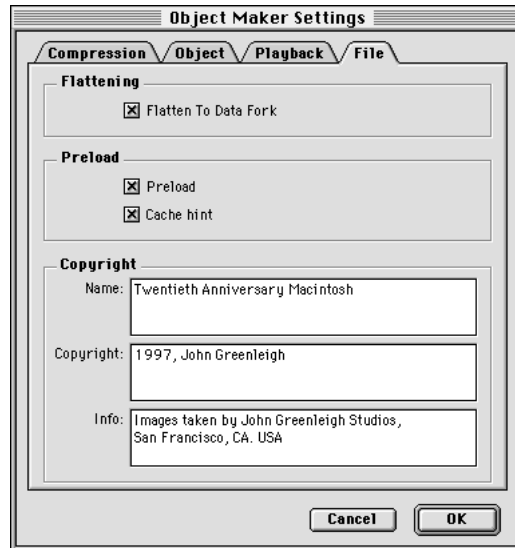 Object Maker Settings
Compression Object Playback File
Flattening
Flatten To Data Fork
Preload
Preload
Cache hint
Copyright
Name: Twentieth Anniversary Macintosh
Copyright: 1997, John Greenleigh
Info: Images taken by John Greenleigh Studios,
San Francisco, CA. USA
Cancel OK